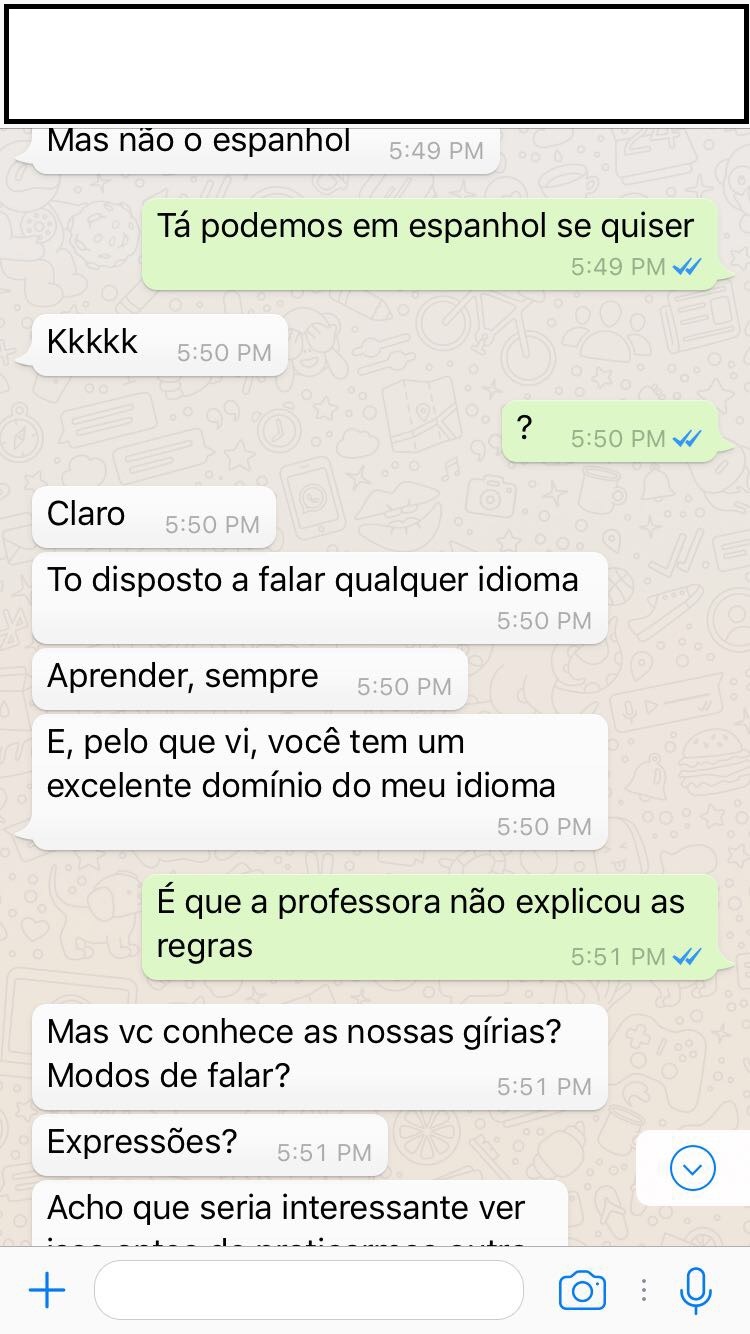 Mas não o espanhol 5:49 PM
Tá podemos em espanhol se quiser
5:49 PM
Kkkkk 5:50 PM
? 5:50 PM
Claro 5:50 PM
To disposto a falar qualquer idioma
5:50 PM
Aprender, sempre 5:50 PM
E, pelo que vi, você tem um
excelente domínio do meu idioma
5:50 PM
É que a professora não explicou as
regras 5:51 PM
Mas vc conhece as nossas gírias?
Modos de falar? 5:51 PM
Expressões? 5:51 PM
Acho que seria interessante ver